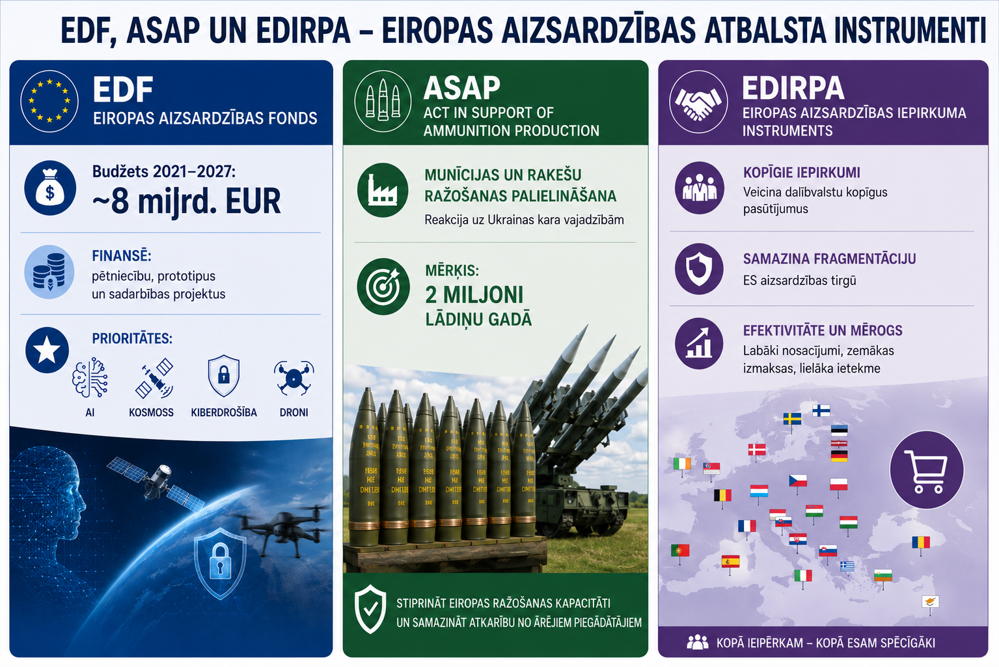 EDF, ASAP UN EDIRPA – EIROPAS AIZSARDZĪBAS ATBALSTA INSTRUMENTI
EDF
EIROPAS AIZSARDZĪBAS FONDS
Budžets 2021–2027:
~8 miļrd. EUR
FINANSĒ:
pētniecību, prototipus
un sadarbības projektus
PRIORITĀTES:
AI
KOSMOSS
KIBERDROŠĪBA
DRONI
ASAP
ACT IN SUPPORT OF
AMMUNITION PRODUCTION
MUNĪCIJAS UN RAKEŠU
RAŽOŠANAS PALIELINĀŠANA
Reakcija uz Ukrainas kara vajadzībām
MĒRĶIS:
2 MILJONI
LĀDIŅU GADĀ
STIPRINĀT EIROPAS RAŽOŠANAS KAPACITĀTI
UN SAMAZINĀT ATKARĪBU NO ĀRĒJIEM PIEGĀDĀTĀJIEM
EDIRPA
EIROPAS AIZSARDZĪBAS IEPIRKUMA
INSTRUMENTS
KOPĪGIE IEPIRKUMI
Veicina dalībvalstu kopīgus
pasūtījumus
SAMAZINA FRAGMENTĀCIJU
ES aizsardzības tirgū
EFEKTIVITĀTE UN MĒROGS
Labāki nosacījumi, zemākas
izmaksas, lielāka ietekme
KOPĀ IEIPĒRKAM – KOPĀ ESAM SPĒCĪGĀKI